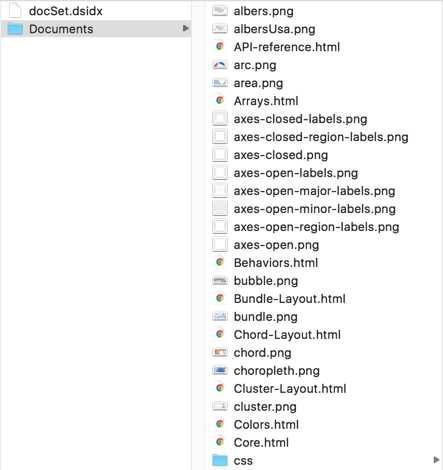 docSet.dsidx
Documents
albers.png
albersUsa.png
API-reference.html
arc.png
area.png
Arrays.html
axes-closed-labels.png
axes-closed-region-labels.png
axes-closed.png
axes-open-labels.png
axes-open-major-labels.png
axes-open-minor-labels.png
axes-open-region-labels.png
axes-open.png
Behaviors.html
bubble.png
Bundle-Layout.html
bundle.png
Chord-Layout.html
chord.png
choropleth.png
Cluster-Layout.html
cluster.png
Colors.html
Core.html
css